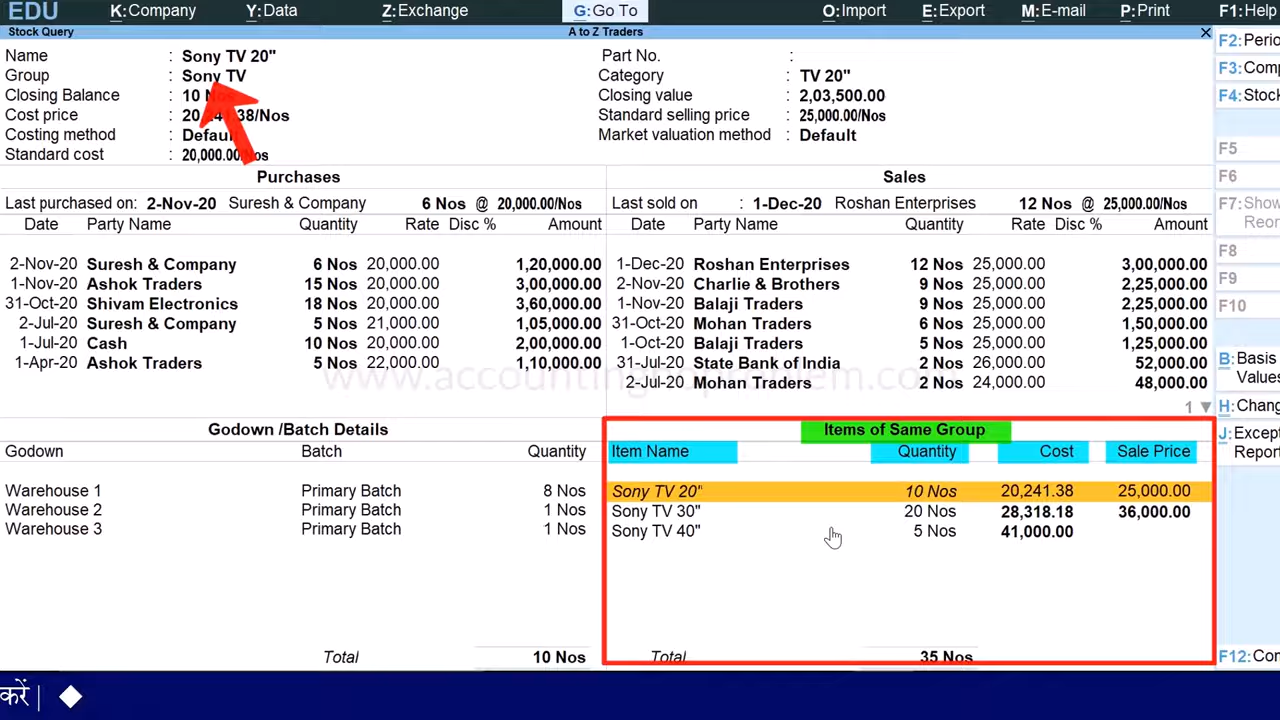 EDU K:Company Y:Data Z:Exchange G:Go To O:Import E:Export M:E-mail P:Print F1:Help
Stock Query A to Z Traders ×
Name : Sony TV 20" Part No. :
Group : Sony TV Category : TV 20"
Closing Balance : 10 Nos Closing value : 2,03,500.00
Cost price : 20,241.38/Nos Standard selling price : 25,000.00/Nos
Costing method : Default Market valuation method : Default
Standard cost : 20,000.00/Nos
Purchases Sales
Last purchased on: 2-Nov-20 Suresh & Company 6 Nos @ 20,000.00/Nos Last sold on : 1-Dec-20 Roshan Enterprises 12 Nos @ 25,000.00/Nos
Date Party Name Quantity Rate Disc % Amount Date Party Name Quantity Rate Disc % Amount
2-Nov-20 Suresh & Company 6 Nos 20,000.00 1,20,000.00 1-Dec-20 Roshan Enterprises 12 Nos 25,000.00 3,00,000.00
1-Nov-20 Ashok Traders 15 Nos 20,000.00 3,00,000.00 2-Nov-20 Charlie & Brothers 9 Nos 25,000.00 2,25,000.00
31-Oct-20 Shivam Electronics 18 Nos 20,000.00 3,60,000.00 1-Nov-20 Balaji Traders 9 Nos 25,000.00 2,25,000.00
2-Jul-20 Suresh & Company 5 Nos 21,000.00 1,05,000.00 31-Oct-20 Mohan Traders 6 Nos 25,000.00 1,50,000.00
1-Jul-20 Cash 10 Nos 20,000.00 2,00,000.00 1-Oct-20 Balaji Traders 5 Nos 25,000.00 1,25,000.00
1-Apr-20 Ashok Traders 5 Nos 22,000.00 1,10,000.00 31-Jul-20 State Bank of India 2 Nos 26,000.00 52,000.00
2-Jul-20 Mohan Traders 2 Nos 24,000.00 48,000.00
1 ▼
Godown /Batch Details Items of Same Group
Godown Batch Quantity Item Name Quantity Cost Sale Price
Warehouse 1 Primary Batch 8 Nos Sony TV 20" 10 Nos 20,241.38 25,000.00
Warehouse 2 Primary Batch 1 Nos Sony TV 30" 20 Nos 28,318.18 36,000.00
Warehouse 3 Primary Batch 1 Nos Sony TV 40" 5 Nos 41,000.00
Total 10 Nos Total 35 Nos
F2: Perio
F3: Comp
F4: Stock
F5
F6
F7: Show
Reor
F8
F9
F10
B: Basis
Values
H: Chang
J: Except
Report
F12: Con
करें